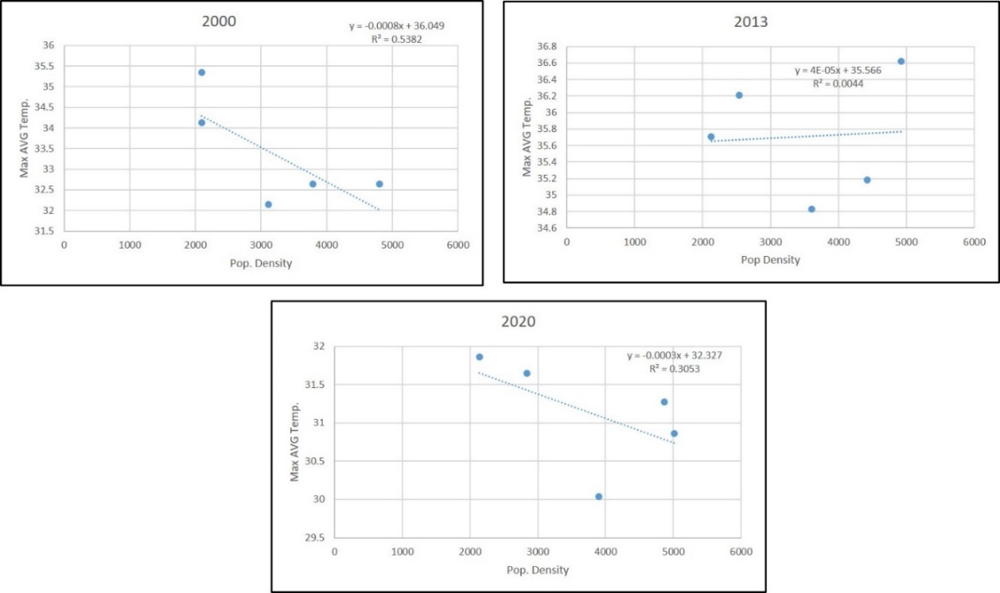 2000
y = -0.0008x + 36.049
R² = 0.5382
Max AVG Temp.
36
35.5
35
34.5
34
33.5
33
32.5
32
31.5
0 1000 2000 3000 4000 5000 6000
Pop. Density
2013
y = 4E-05x + 35.566
R² = 0.0044
Max AVG Temp.
36.8
36.6
36.4
36.2
36
35.8
35.6
35.4
35.2
35
34.8
34.6
0 1000 2000 3000 4000 5000 6000
Pop Density
2020
y = -0.0003x + 32.327
R² = 0.3053
Max AVG Temp.
32
31.5
31
30.5
30
29.5
0 1000 2000 3000 4000 5000 6000
Pop. Density